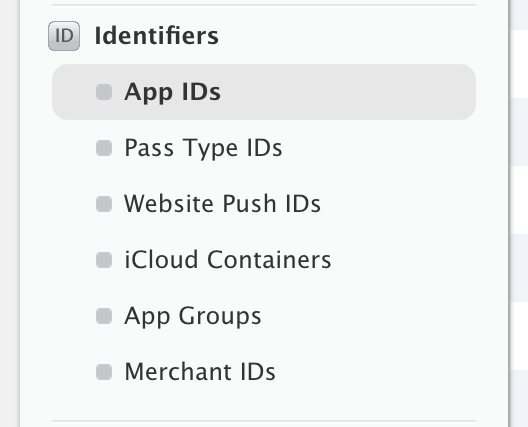 ID Identifiers
App IDs
Pass Type IDs
Website Push IDs
iCloud Containers
App Groups
Merchant IDs